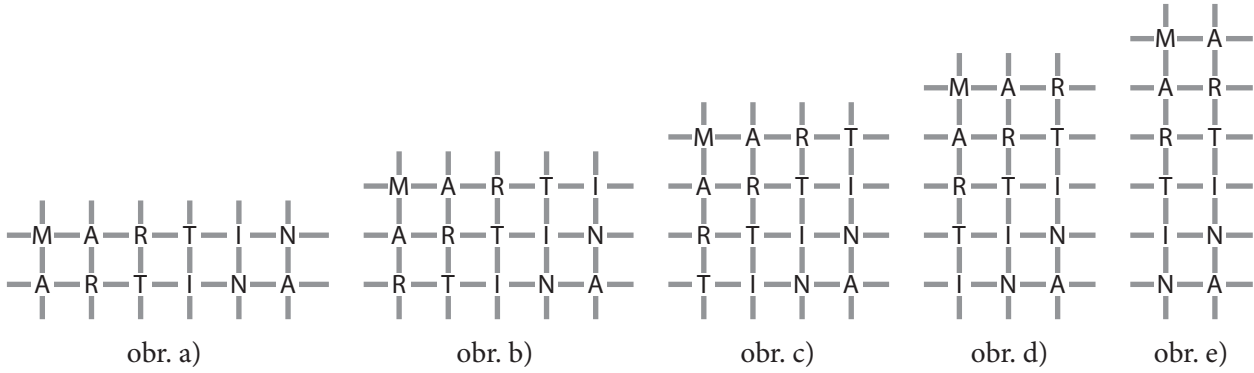 M A R T I N
A R T I N A
obr. a)
M A R T I
A R T I N
R T I N A
obr. b)
M A R T
A R T I
R T I N
T I N A
obr. c)
M A R
A R T
R T I
T I N
I N A
obr. d)
M A
A R
R T
T I
I N
N A
obr. e)